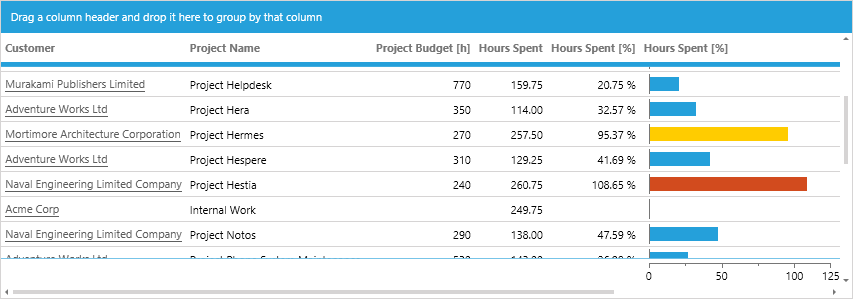 Drag a column header and drop it here to group by that column
Customer Project Name Project Budget [h] Hours Spent Hours Spent [%] Hours Spent [%]
Murakami Publishers Limited Project Helpdesk 770 159.75 20.75 %
Adventure Works Ltd Project Hera 350 114.00 32.57 %
Mortimore Architecture Corporation Project Hermes 270 257.50 95.37 %
Adventure Works Ltd Project Hespere 310 129.25 41.69 %
Naval Engineering Limited Company Project Hestia 240 260.75 108.65 %
Acme Corp Internal Work 249.75
Naval Engineering Limited Company Project Notos 290 138.00 47.59 %
Adventure Works Ltd
0 50 100 125